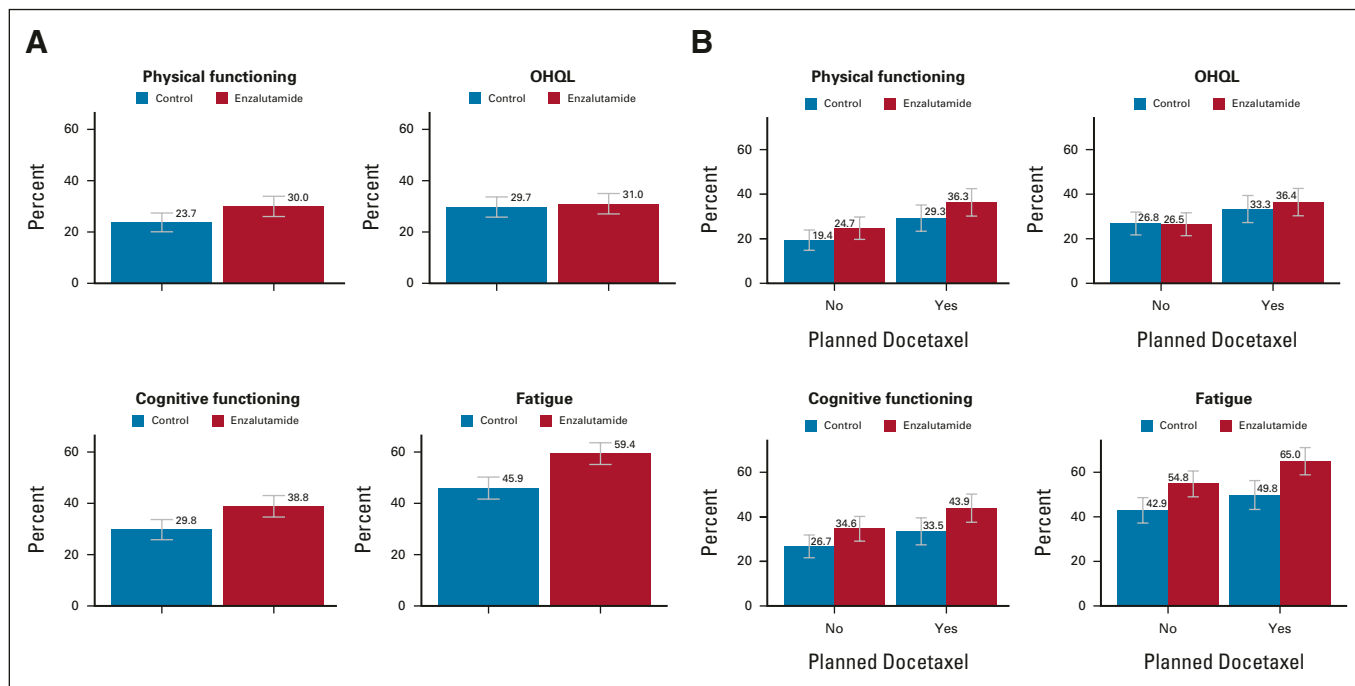 A
Physical functioning
Control Enzalutamide
Percent
60
40
20
0
23.7
30.0
OHQL
Control Enzalutamide
Percent
60
40
20
0
29.7
31.0
Cognitive functioning
Control Enzalutamide
Percent
60
40
20
0
29.8
38.8
Fatigue
Control Enzalutamide
Percent
60
40
20
0
45.9
59.4
B
Physical functioning
Control Enzalutamide
Percent
60
40
20
0
19.4
24.7
29.3
36.3
No Yes
Planned Docetaxel
OHQL
Control Enzalutamide
Percent
60
40
20
0
26.8
26.5
33.3
36.4
No Yes
Planned Docetaxel
Cognitive functioning
Control Enzalutamide
Percent
60
40
20
0
26.7
34.6
33.5
43.9
No Yes
Planned Docetaxel
Fatigue
Control Enzalutamide
Percent
60
40
20
0
42.9
54.8
49.8
65.0
No Yes
Planned Docetaxel